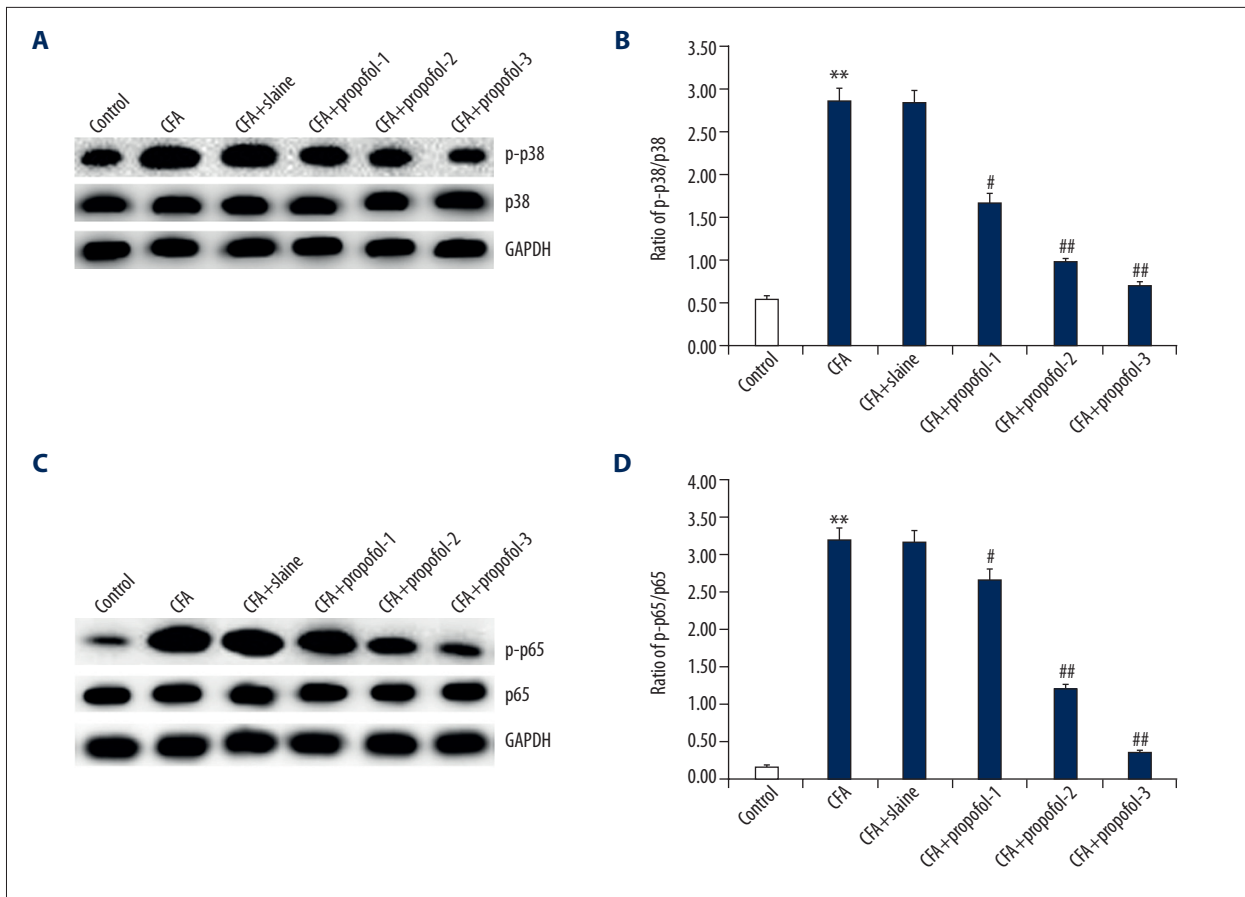 A
Control
CFA
CFA+slaine
CFA+propofol-1
CFA+propofol-2
CFA+propofol-3
p-p38
p38
GAPDH
B
Ratio of p-p38/p38
3.50
3.00
2.50
2.00
1.50
1.00
0.50
0.00
**
#
##
##
Control
CFA
CFA+slaine
CFA+propofol-1
CFA+propofol-2
CFA+propofol-3
C
Control
CFA
CFA+slaine
CFA+propofol-1
CFA+propofol-2
CFA+propofol-3
p-p65
p65
GAPDH
D
Ratio of p-p65/p65
4.00
3.50
3.00
2.50
2.00
1.50
1.00
0.50
0.00
**
#
##
##
Control
CFA
CFA+slaine
CFA+propofol-1
CFA+propofol-2
CFA+propofol-3